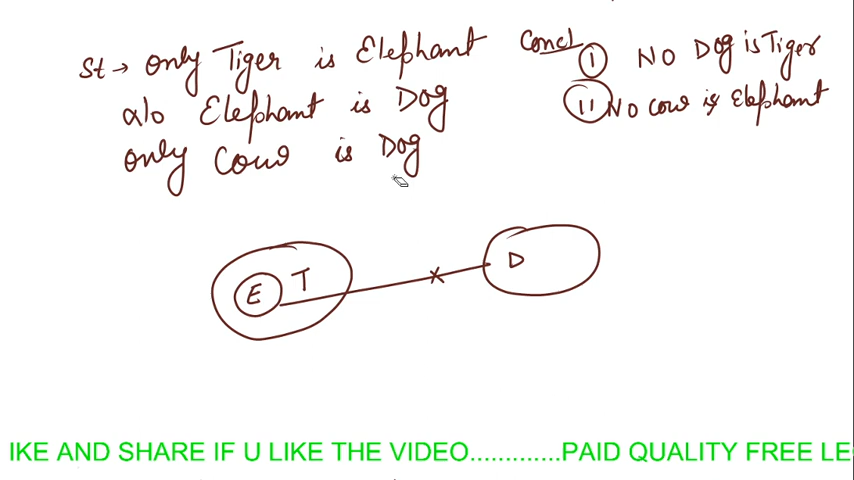 St → only Tiger is Elephant
Concl
I No Dog is Tiger
II No cow is Elephant
a/o Elephant is Dog
only Cow is Dog
E T
D
IKE AND SHARE IF U LIKE THE VIDEO.............PAID QUALITY FREE LE